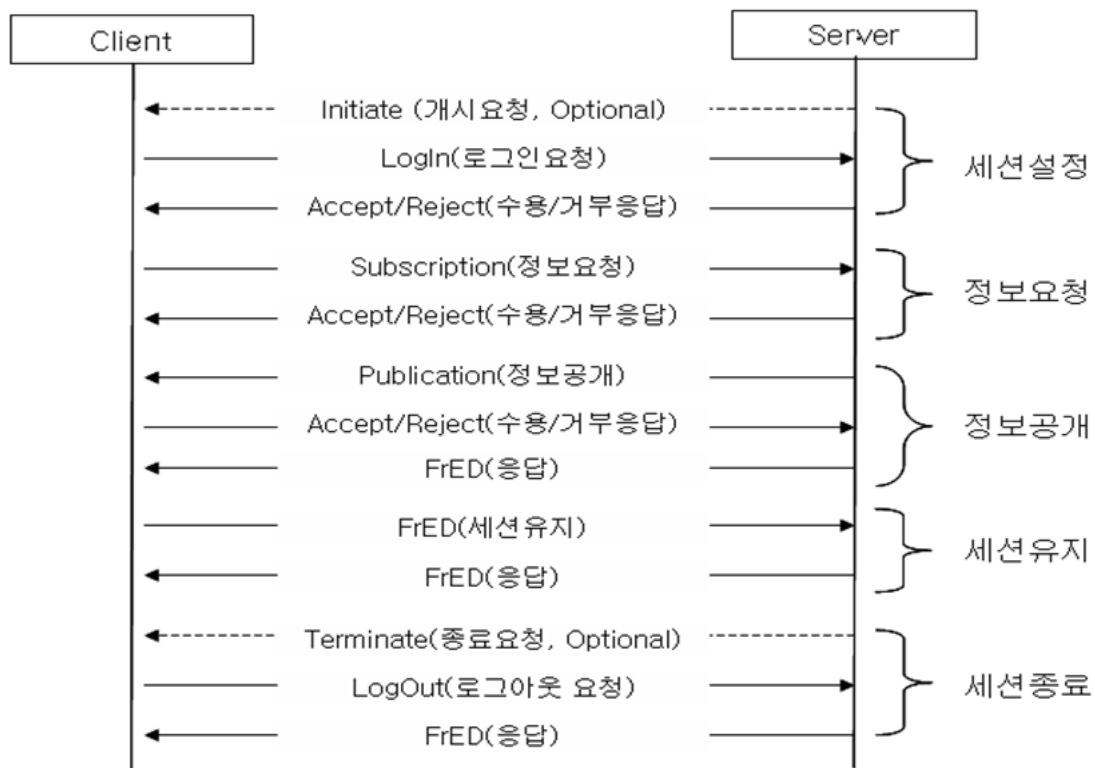 Client
Server
Initiate (개시요청, Optional)
LogIn(로그인요청)
Accept/Reject(수용/거부응답)
세션설정
Subscription(정보요청)
Accept/Reject(수용/거부응답)
정보요청
Publication(정보공개)
Accept/Reject(수용/거부응답)
FrED(응답)
정보공개
FrED(세션유지)
FrED(응답)
세션유지
Terminate(종료요청, Optional)
LogOut(로그아웃 요청)
FrED(응답)
세션종료